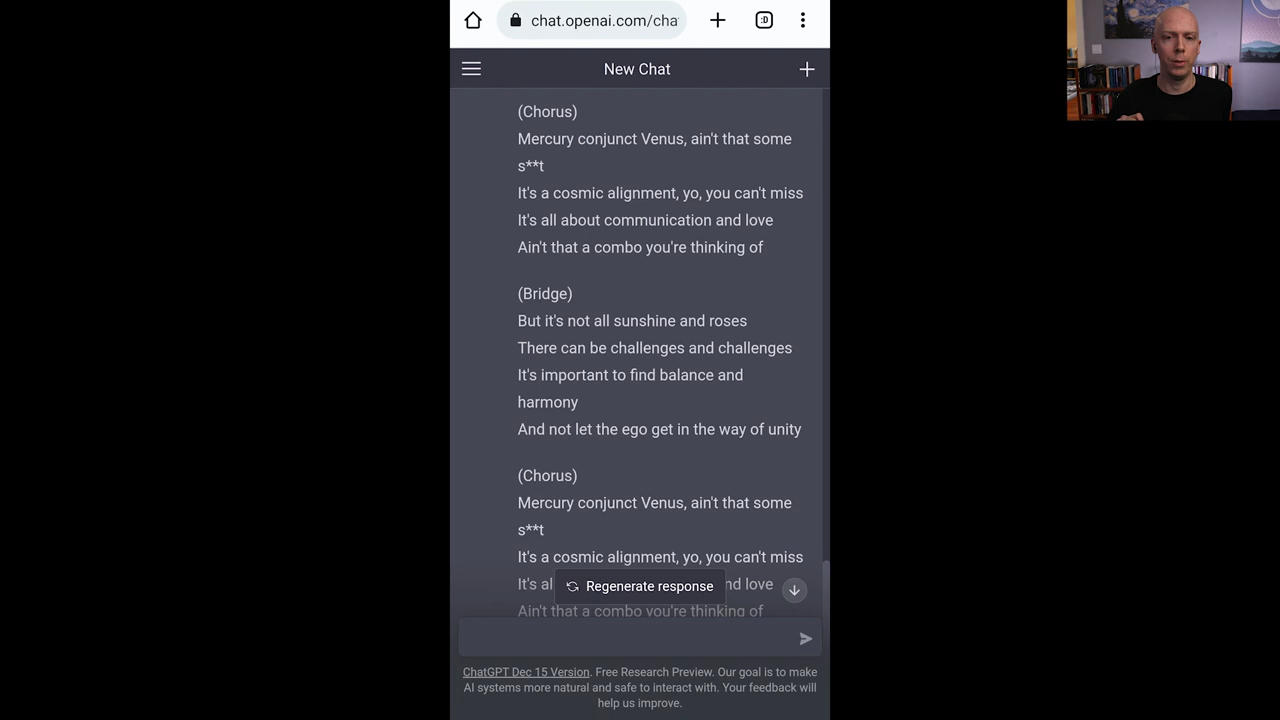 chat.openai.com/cha
:D
New Chat
(Chorus)
Mercury conjunct Venus, ain't that some
s**t
It's a cosmic alignment, yo, you can't miss
It's all about communication and love
Ain't that a combo you're thinking of
(Bridge)
But it's not all sunshine and roses
There can be challenges and challenges
It's important to find balance and
harmony
And not let the ego get in the way of unity
(Chorus)
Mercury conjunct Venus, ain't that some
s**t
It's a cosmic alignment, yo, you can't miss
It's al nd love
Regenerate response
Ain't that a combo you're thinking of
ChatGPT Dec 15 Version. Free Research Preview. Our goal is to make
AI systems more natural and safe to interact with. Your feedback will
help us improve.